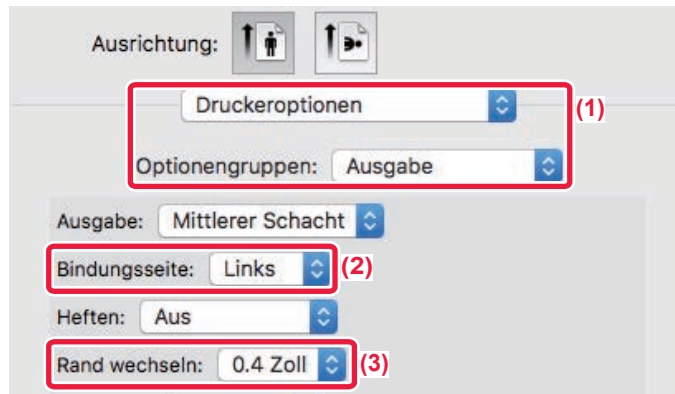 Ausrichtung:
Druckeroptionen
(1)
Optionengruppen: Ausgabe
Ausgabe: Mittlerer Schacht
Bindungsseite: Links (2)
Heften: Aus
Rand wechseln: 0.4 Zoll (3)